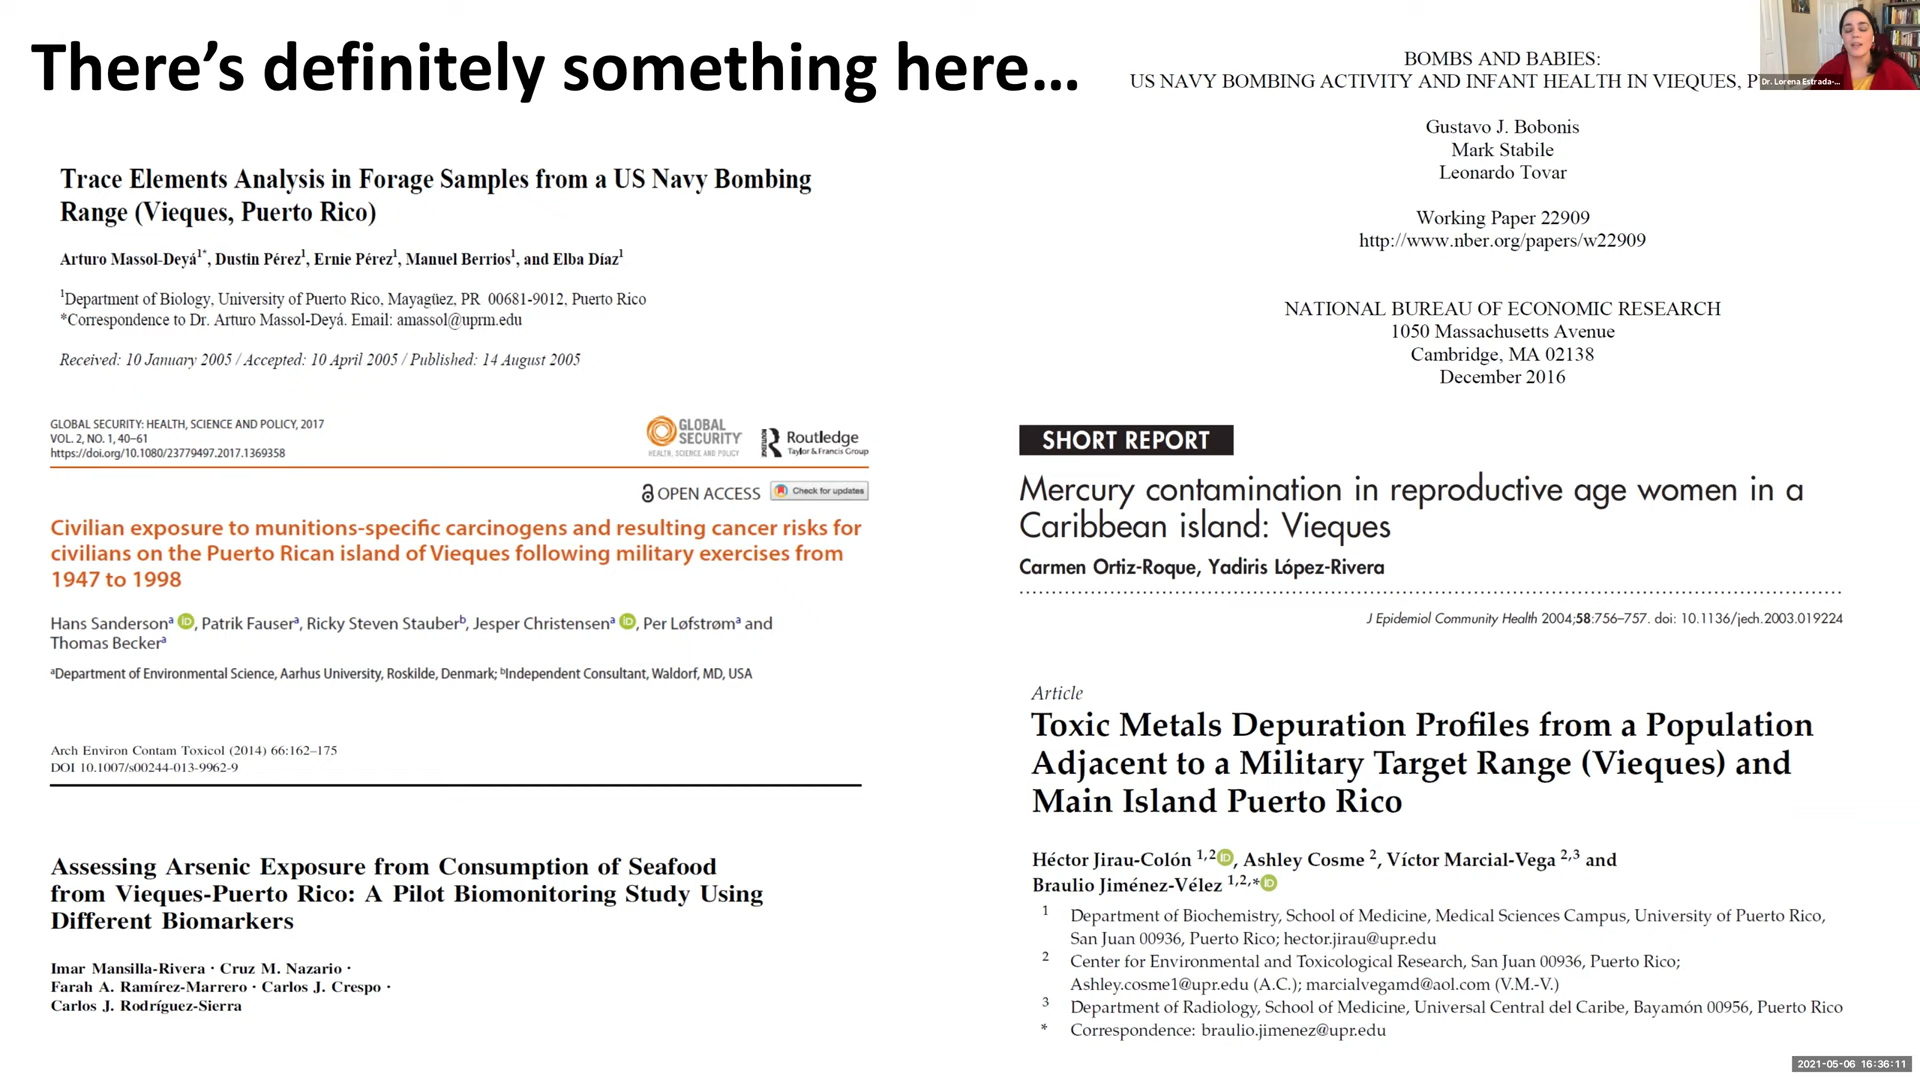 There's definitely something here...
BOMBS AND BABIES:
US NAVY BOMBING ACTIVITY AND INFANT HEALTH IN VIEQUES, P
Dr. Lorena Estrada-...
Gustavo J. Bobonis
Mark Stabile
Leonardo Tovar
Working Paper 22909
http://www.nber.org/papers/w22909
NATIONAL BUREAU OF ECONOMIC RESEARCH
1050 Massachusetts Avenue
Cambridge, MA 02138
December 2016
Trace Elements Analysis in Forage Samples from a US Navy Bombing
Range (Vieques, Puerto Rico)
Arturo Massol-Deyá1*, Dustin Pérez1, Ernie Pérez1, Manuel Berrios1, and Elba Díaz1
1Department of Biology, University of Puerto Rico, Mayagüez, PR 00681-9012, Puerto Rico
*Correspondence to Dr. Arturo Massol-Deyá. Email: amassol@uprm.edu
Received: 10 January 2005 / Accepted: 10 April 2005 / Published: 14 August 2005
GLOBAL SECURITY: HEALTH, SCIENCE AND POLICY, 2017
VOL. 2, NO. 1, 40–61
https://doi.org/10.1080/23779497.2017.1369358
GLOBAL
SECURITY
HEALTH, SCIENCE AND POLICY
ROUTLEDGE
Routledge
Taylor & Francis Group
OPEN ACCESS
Check for updates
Civilian exposure to munitions-specific carcinogens and resulting cancer risks for
civilians on the Puerto Rican island of Vieques following military exercises from
1947 to 1998
Hans Sandersona iD, Patrik Fausera, Ricky Steven Stauberb, Jesper Christensena iD, Per Løfstrøma and
Thomas Beckera
aDepartment of Environmental Science, Aarhus University, Roskilde, Denmark; bIndependent Consultant, Waldorf, MD, USA
Arch Environ Contam Toxicol (2014) 66:162–175
DOI 10.1007/s00244-013-9962-9
Assessing Arsenic Exposure from Consumption of Seafood
from Vieques-Puerto Rico: A Pilot Biomonitoring Study Using
Different Biomarkers
Imar Mansilla-Rivera · Cruz M. Nazario ·
Farah A. Ramírez-Marrero · Carlos J. Crespo ·
Carlos J. Rodríguez-Sierra
SHORT REPORT
Mercury contamination in reproductive age women in a
Caribbean island: Vieques
Carmen Ortiz-Roque, Yadiris López-Rivera
J Epidemiol Community Health 2004;58:756–757. doi: 10.1136/jech.2003.019224
Article
Toxic Metals Depuration Profiles from a Population
Adjacent to a Military Target Range (Vieques) and
Main Island Puerto Rico
Héctor Jirau-Colón 1,2 iD, Ashley Cosme 2, Víctor Marcial-Vega 2,3 and
Braulio Jiménez-Vélez 1,2,* iD
1 Department of Biochemistry, School of Medicine, Medical Sciences Campus, University of Puerto Rico,
San Juan 00936, Puerto Rico; hector.jirau@upr.edu
2 Center for Environmental and Toxicological Research, San Juan 00936, Puerto Rico;
Ashley.cosme1@upr.edu (A.C.); marcialvegamd@aol.com (V.M.-V.)
3 Department of Radiology, School of Medicine, Universal Central del Caribe, Bayamón 00956, Puerto Rico
* Correspondence: braulio.jimenez@upr.edu
2021-05-06 16:36:11